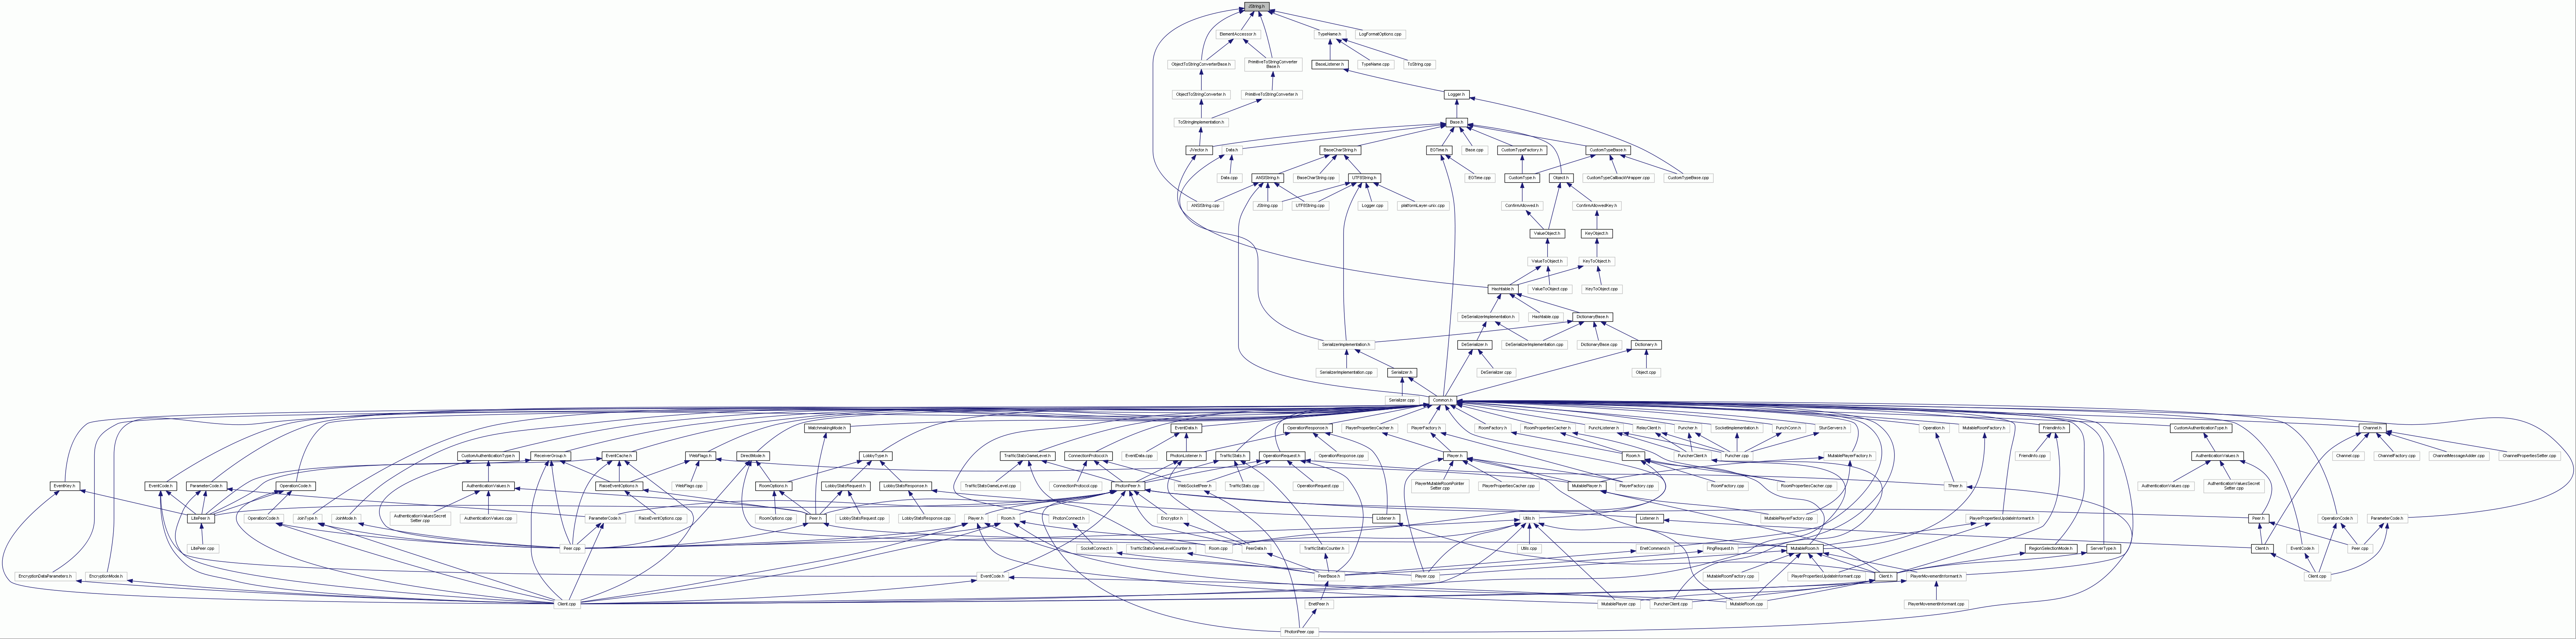 JString.h
ElementAccessor.h
TypeName.h
LogFormatOptions.cpp
ObjectToStringConverterBase.h
PrimitiveToStringConverter
Base.h
BaseListener.h
TypeName.cpp
ToString.cpp
ObjectToStringConverter.h
PrimitiveToStringConverter.h
Logger.h
ToStringImplementation.h
Base.h
JVector.h
Data.h
BaseCharString.h
EGTime.h
Base.cpp
CustomTypeFactory.h
CustomTypeBase.h
Data.cpp
ANSIString.h
BaseCharString.cpp
UTF8String.h
EGTime.cpp
CustomType.h
Object.h
CustomTypeCallbackWrapper.cpp
CustomTypeBase.cpp
ANSIString.cpp
JString.cpp
UTF8String.cpp
Logger.cpp
platformLayer-unix.cpp
ConfirmAllowed.h
ConfirmAllowedKey.h
ValueObject.h
KeyObject.h
ValueToObject.h
KeyToObject.h
Hashtable.h
ValueToObject.cpp
KeyToObject.cpp
DeSerializerImplementation.h
Hashtable.cpp
DictionaryBase.h
SerializerImplementation.h
DeSerializer.h
DeSerializerImplementation.cpp
DictionaryBase.cpp
Dictionary.h
SerializerImplementation.cpp
Serializer.h
DeSerializer.cpp
Object.cpp
Serializer.cpp
Common.h
MatchmakingMode.h
EventData.h
OperationResponse.h
PlayerPropertiesCacher.h
PlayerFactory.h
RoomFactory.h
RoomPropertiesCacher.h
PunchListener.h
RelayClient.h
Puncher.h
SocketImplementation.h
PunchConn.h
StunServers.h
Operation.h
MutableRoomFactory.h
FriendInfo.h
CustomAuthenticationType.h
Channel.h
CustomAuthenticationType.h
ReceiverGroup.h
EventCache.h
WebFlags.h
DirectMode.h
LobbyType.h
TrafficStatsGameLevel.h
ConnectionProtocol.h
EventData.cpp
PhotonListener.h
TrafficStats.h
OperationRequest.h
OperationResponse.cpp
Player.h
Room.h
PuncherClient.h
Puncher.cpp
MutablePlayerFactory.h
FriendInfo.cpp
AuthenticationValues.h
Channel.cpp
ChannelFactory.cpp
ChannelMessageAdder.cpp
ChannelPropertiesSetter.cpp
EventKey.h
EventCode.h
ParameterCode.h
OperationCode.h
AuthenticationValues.h
RaiseEventOptions.h
WebFlags.cpp
RoomOptions.h
LobbyStatsRequest.h
LobbyStatsResponse.h
TrafficStatsGameLevel.cpp
ConnectionProtocol.cpp
PhotonPeer.h
WebSocketPeer.h
TrafficStats.cpp
OperationRequest.cpp
PlayerMutableRoomPointer
Setter.cpp
PlayerPropertiesCacher.cpp
MutablePlayer.h
PlayerFactory.cpp
RoomFactory.cpp
RoomPropertiesCacher.cpp
TPeer.h
AuthenticationValues.cpp
AuthenticationValuesSecret
Setter.cpp
LitePeer.h
OperationCode.h
JoinType.h
JoinMode.h
AuthenticationValuesSecret
Setter.cpp
AuthenticationValues.cpp
ParameterCode.h
RaiseEventOptions.cpp
RoomOptions.cpp
Peer.h
LobbyStatsRequest.cpp
LobbyStatsResponse.cpp
Player.h
Room.h
PhotonConnect.h
Encryptor.h
Listener.h
Utils.h
Listener.h
MutablePlayerFactory.cpp
PlayerPropertiesUpdateInformant.h
Peer.h
OperationCode.h
ParameterCode.h
LitePeer.cpp
Peer.cpp
SocketConnect.h
TrafficStatsGameLevelCounter.h
Room.cpp
PeerData.h
TrafficStatsCounter.h
Utils.cpp
EnetCommand.h
PingRequest.h
MutableRoom.h
RegionSelectionMode.h
ServerType.h
Client.h
EventCode.h
Peer.cpp
EncryptionDataParameters.h
EncryptionMode.h
EventCode.h
PeerBase.h
Player.cpp
MutableRoomFactory.cpp
PlayerPropertiesUpdateInformant.cpp
Client.h
PlayerMovementInformant.h
Client.cpp
Client.cpp
EnetPeer.h
MutablePlayer.cpp
PuncherClient.cpp
MutableRoom.cpp
PlayerMovementInformant.cpp
PhotonPeer.cpp